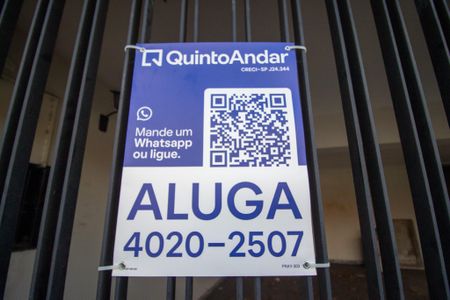 QuintoAndar
CRECI-SP J24.344
Mande um
Whatsapp
ou ligue.
ALUGA
4020-2507